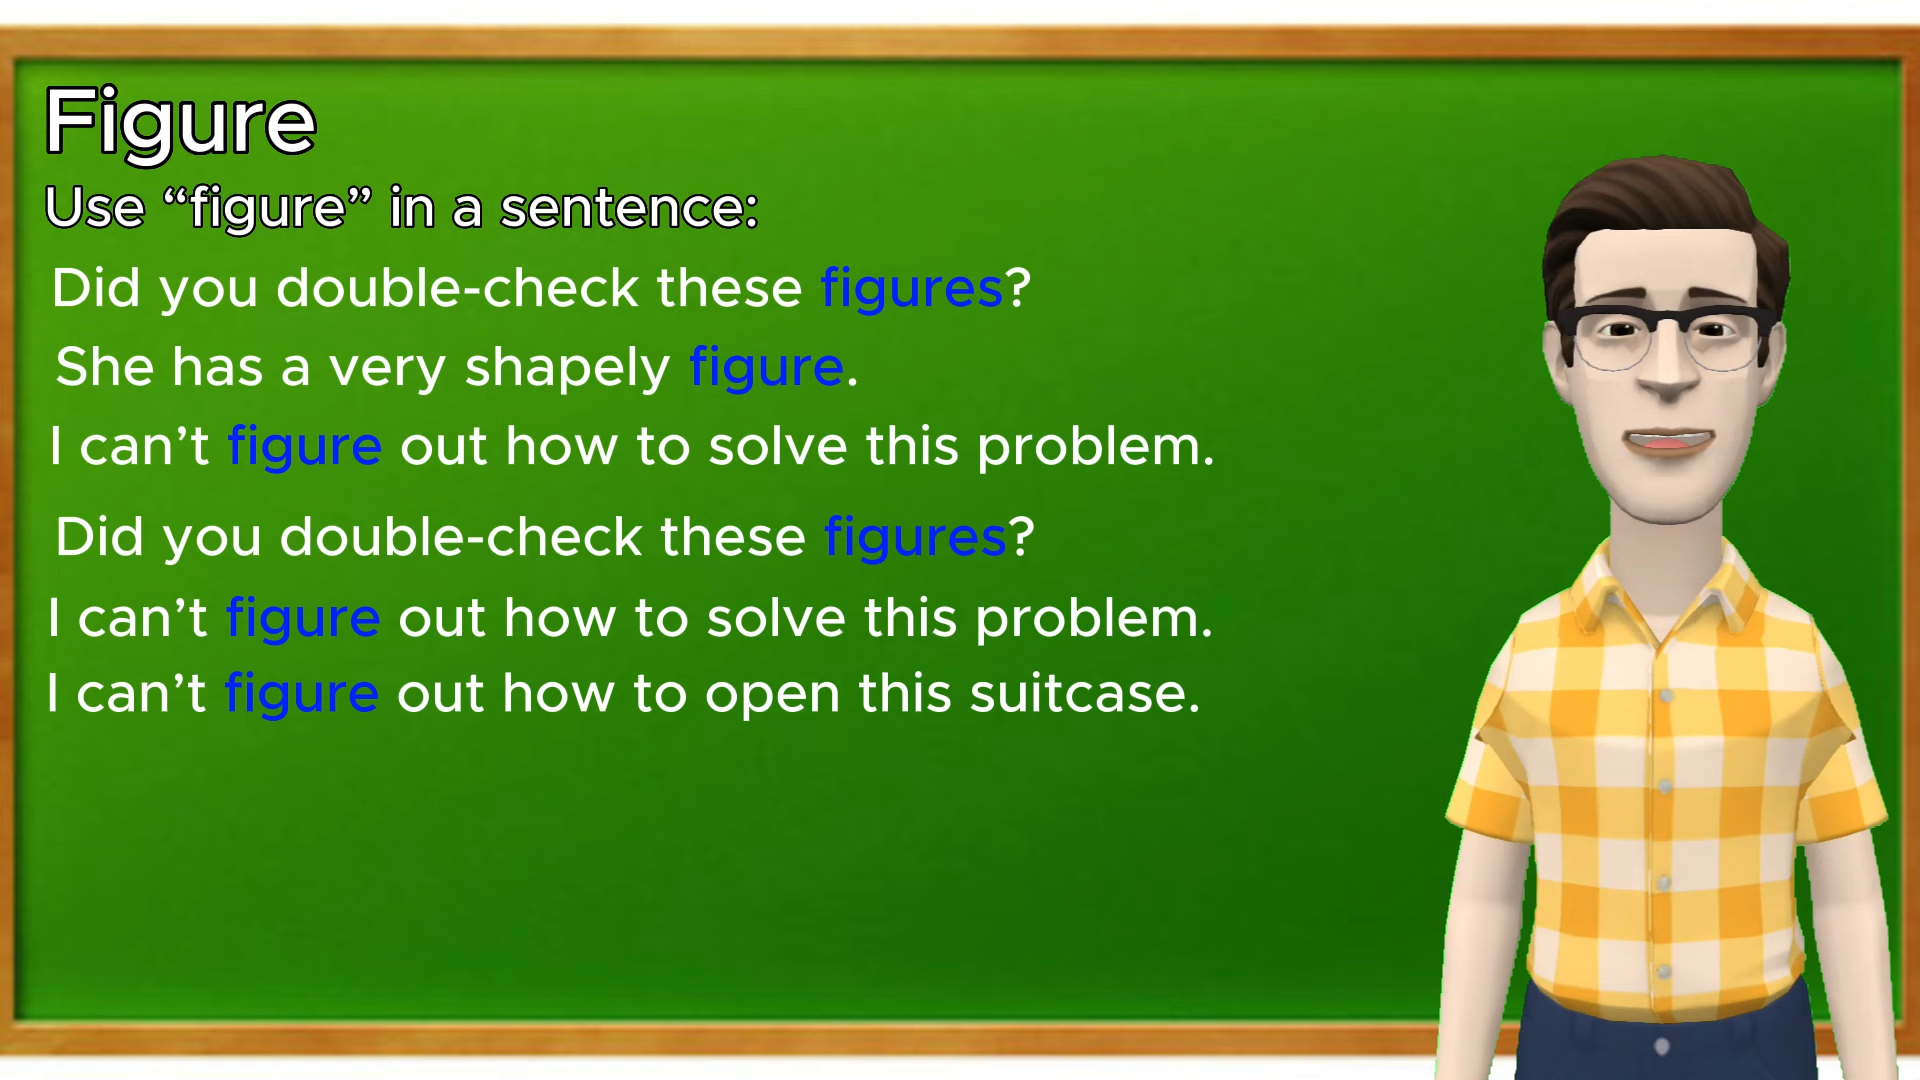 Figure
Use “figure” in a sentence:
Did you double-check these figures?
She has a very shapely figure.
I can’t figure out how to solve this problem.
Did you double-check these figures?
I can’t figure out how to solve this problem.
I can’t figure out how to open this suitcase.